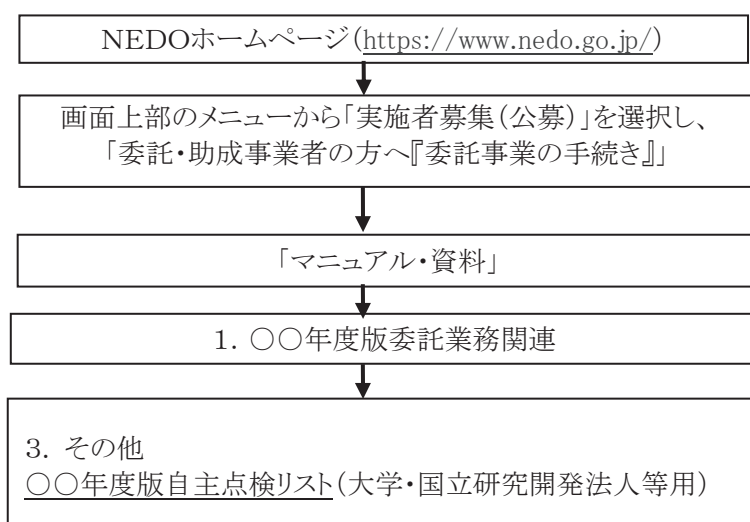 NEDOホームページ(https://www.nedo.go.jp/)
画面上部のメニューから「実施者募集(公募)」を選択し、
「委託・助成事業者の方へ『委託事業の手続き』」
「マニュアル・資料」
1. 〇〇年度版委託業務関連
3. その他
〇〇年度版自主点検リスト(大学・国立研究開発法人等用)